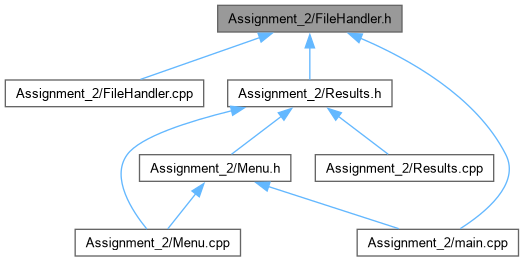 Assignment_2/FileHandler.h
Assignment_2/FileHandler.cpp
Assignment_2/Results.h
Assignment_2/Menu.h
Assignment_2/Results.cpp
Assignment_2/Menu.cpp
Assignment_2/main.cpp